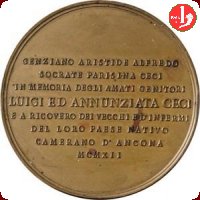 GENZIANO ARISTIDE ALFREDO
SOCRATE PARISINA CECI
IN MEMORIA DEGLI AMATI GENITORI
LUIGI ED ANNUNZIATA CECI
E A RICOVERO DEI VECCHI ED INFERMI
DEL LORO PAESE NATIVO
CAMERANO D'ANCONA
MCMXII